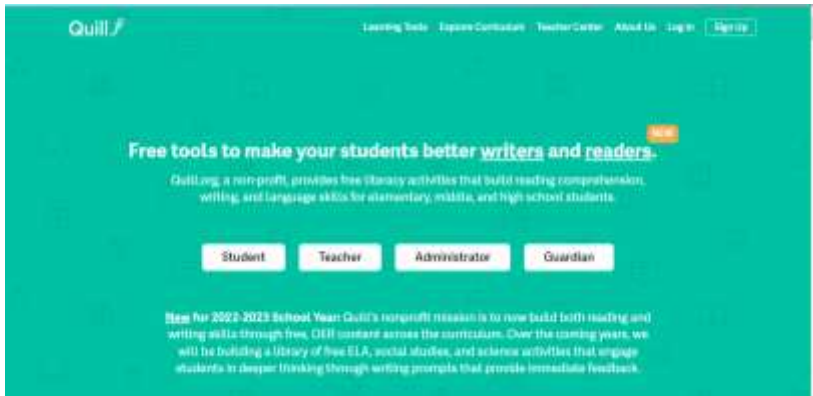 Quill
Learning Tools Explore Curriculum Teacher Center About Us Log In Sign Up
NEW
Free tools to make your students better writers and readers.
Quill.org, a non-profit, provides free literacy activities that build reading comprehension,
writing, and language skills for elementary, middle, and high school students.
Student Teacher Administrator Guardian
New for 2022-2023 School Year: Quill's nonprofit mission is to now build both reading and
writing skills through free, OER content across the curriculum. Over the coming years, we
will be building a library of free ELA, social studies, and science activities that engage
students in deeper thinking through writing prompts that provide immediate feedback.